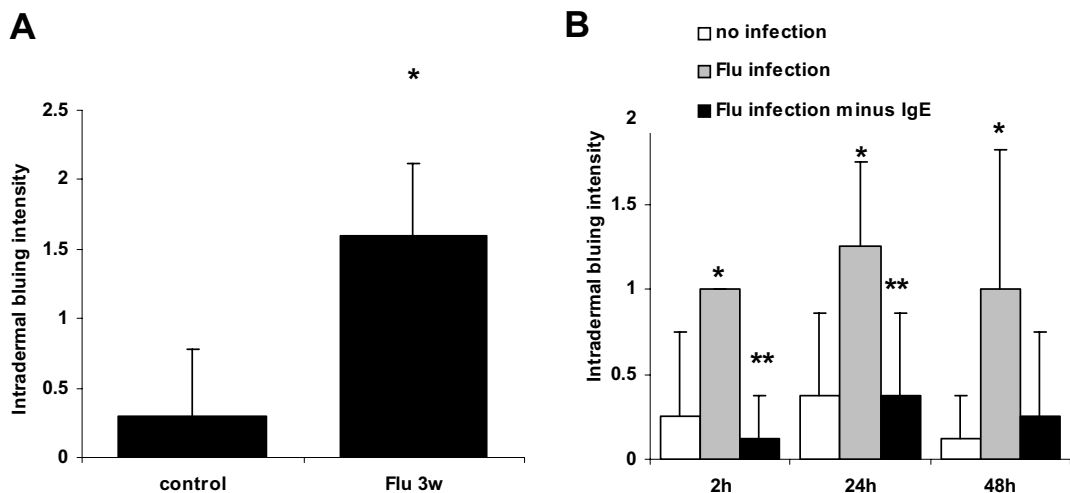 A
Intradermal bluing intensity
2.5
2
1.5
1
0.5
0
*
control
Flu 3w
B
no infection
Flu infection
Flu infection minus IgE
Intradermal bluing intensity
2
1.5
1
0.5
0
*
**
*
**
*
2h
24h
48h